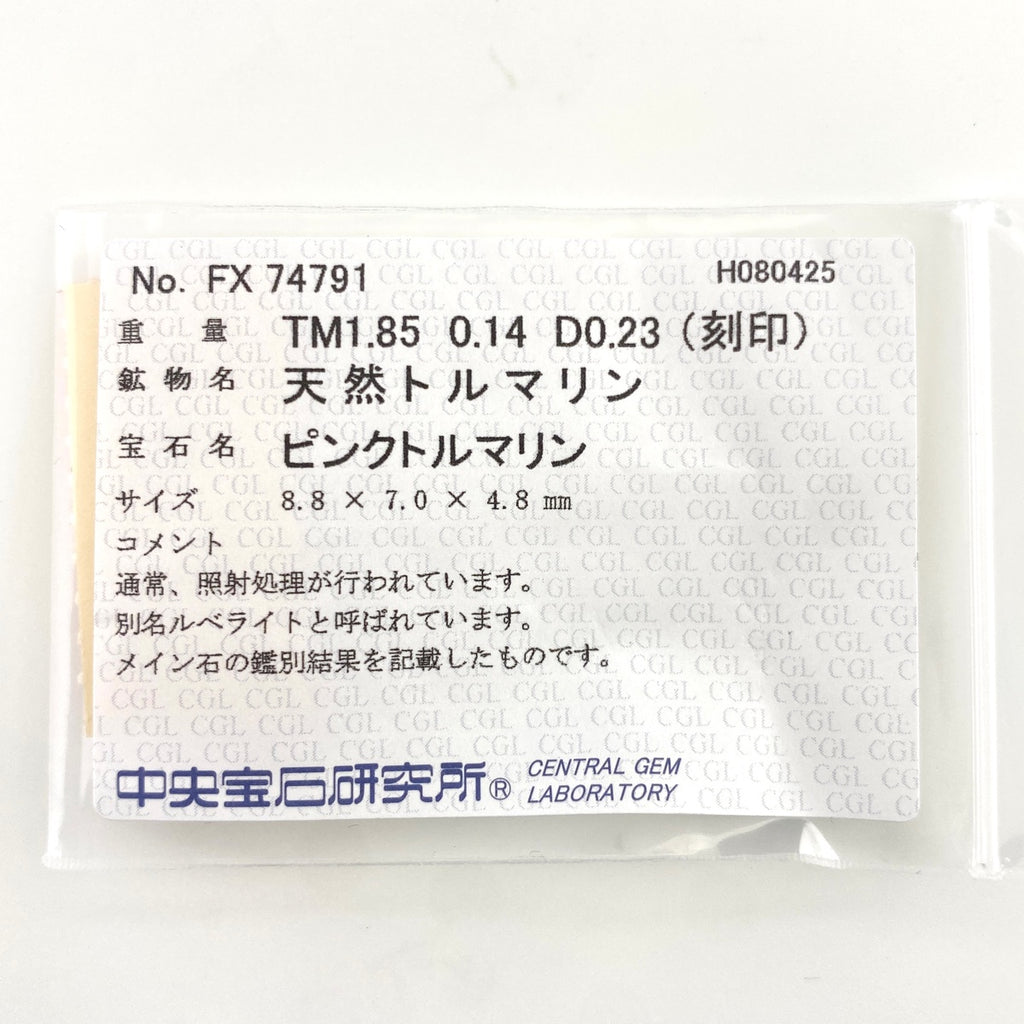 No. FX 74791 H080425
重量 TM1.85 0.14 D0.23 (刻印)
鉱物名 天然トルマリン
宝石名 ピンクトルマリン
サイズ 8.8 × 7.0 × 4.8 mm
コメント
通常、照射処理が行われています。
別名ルベライトと呼ばれています。
メイン石の鑑別結果を記載したものです。
中央宝石研究所® CENTRAL GEM
LABORATORY